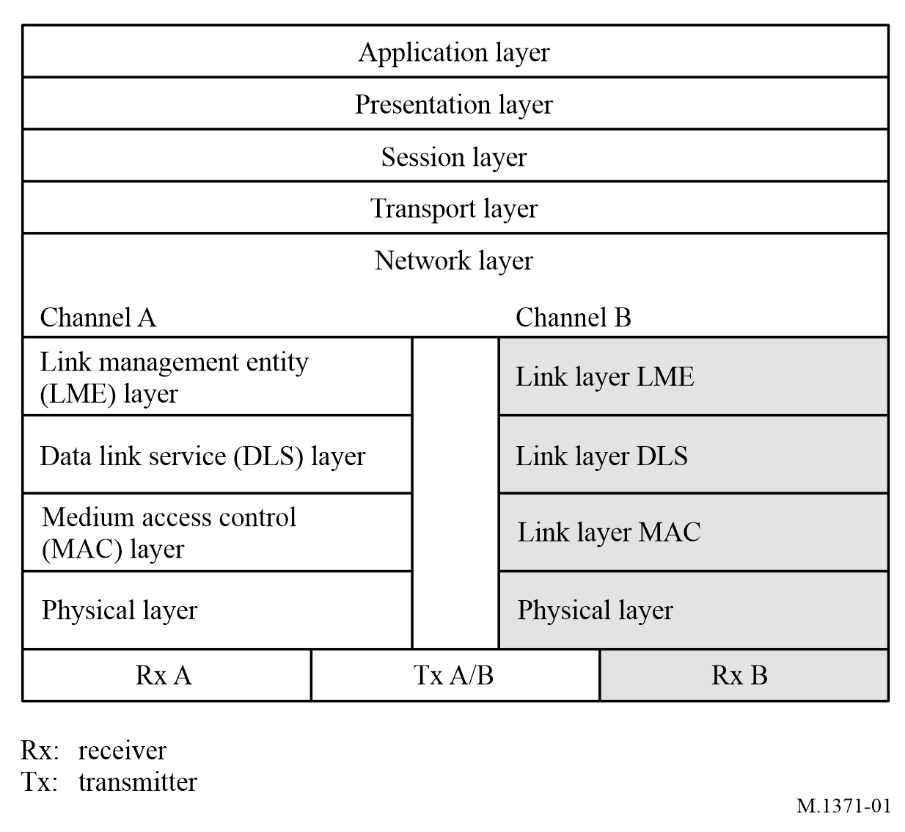 Application layer
Presentation layer
Session layer
Transport layer
Network layer
Channel A
Channel B
Link management entity
(LME) layer
Link layer LME
Data link service (DLS) layer
Link layer DLS
Medium access control
(MAC) layer
Link layer MAC
Physical layer
Physical layer
Rx A
Tx A/B
Rx B
Rx: receiver
Tx: transmitter
M.1371-01